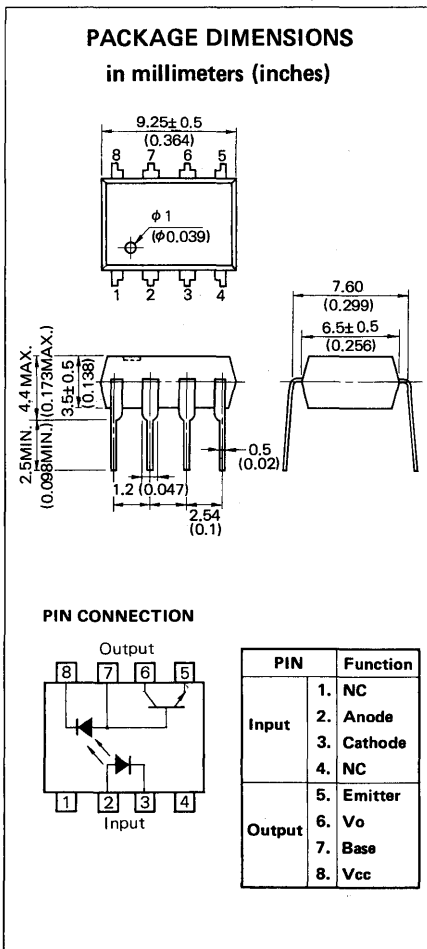 PACKAGE DIMENSIONS
in millimeters (inches)
9.25±0.5
(0.364)
8 7 6 5
φ1
(φ0.039)
1 2 3 4
7.60
(0.299)
6.5±0.5
(0.256)
4.4 MAX.
(0.173MAX.)
3.5±0.5
(0.138)
2.5MIN.
(0.098MIN.)
0.5
(0.02)
1.2 (0.047)
2.54
(0.1)
PIN CONNECTION
Output
8 7 6 5
1 2 3 4
Input
PIN Function
Input
1. NC
2. Anode
3. Cathode
4. NC
Output
5. Emitter
6. Vo
7. Base
8. Vcc